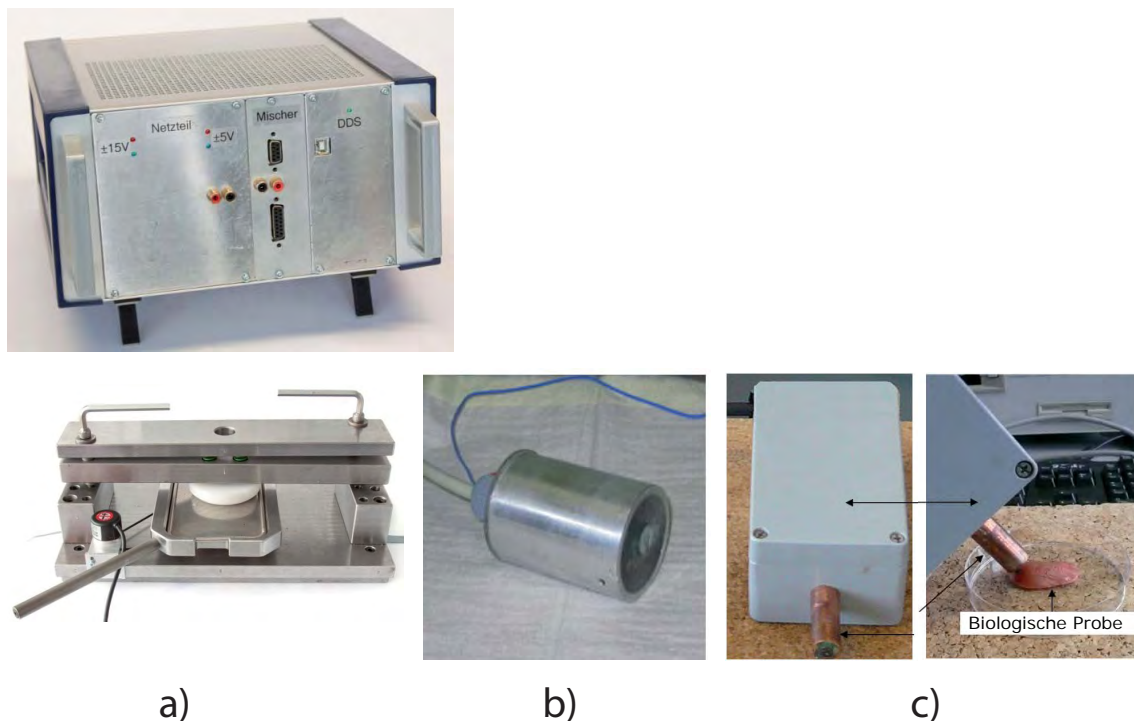 Netzteil
Mischer
DDS
±15V
±5V
Biologische Probe
a)
b)
c)